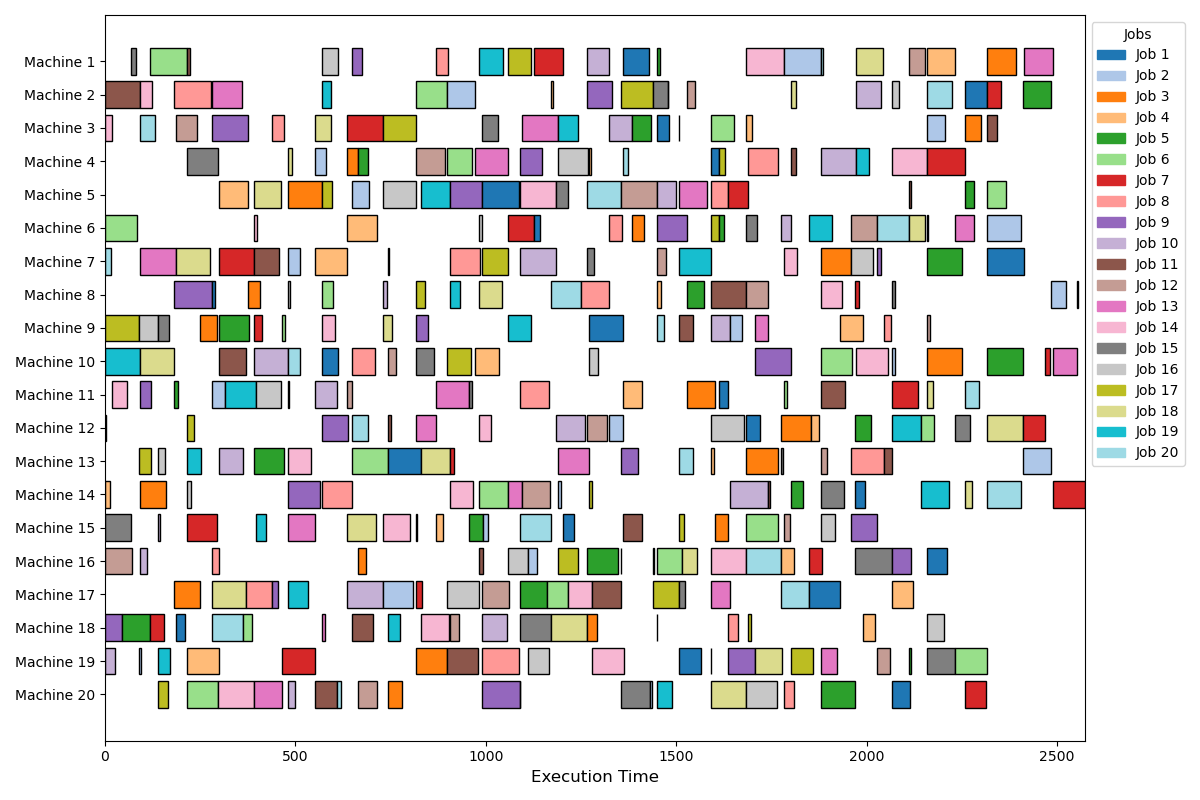 Machine 1
Machine 2
Machine 3
Machine 4
Machine 5
Machine 6
Machine 7
Machine 8
Machine 9
Machine 10
Machine 11
Machine 12
Machine 13
Machine 14
Machine 15
Machine 16
Machine 17
Machine 18
Machine 19
Machine 20
0 500 1000 1500 2000 2500
Execution Time
Jobs
Job 1
Job 2
Job 3
Job 4
Job 5
Job 6
Job 7
Job 8
Job 9
Job 10
Job 11
Job 12
Job 13
Job 14
Job 15
Job 16
Job 17
Job 18
Job 19
Job 20